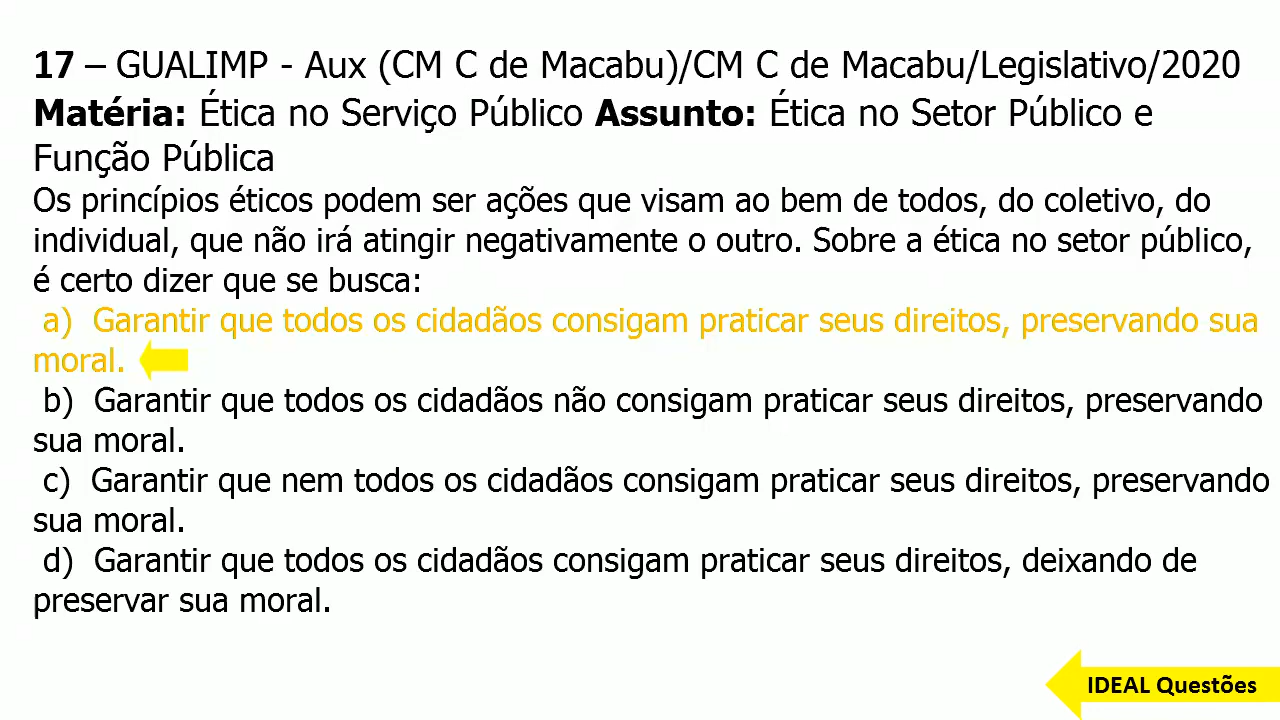 17 – GUALIMP - Aux (CM C de Macabu)/CM C de Macabu/Legislativo/2020
Matéria: Ética no Serviço Público Assunto: Ética no Setor Público e
Função Pública
Os princípios éticos podem ser ações que visam ao bem de todos, do coletivo, do
individual, que não irá atingir negativamente o outro. Sobre a ética no setor público,
é certo dizer que se busca:
a) Garantir que todos os cidadãos consigam praticar seus direitos, preservando sua
moral.
b) Garantir que todos os cidadãos não consigam praticar seus direitos, preservando
sua moral.
c) Garantir que nem todos os cidadãos consigam praticar seus direitos, preservando
sua moral.
d) Garantir que todos os cidadãos consigam praticar seus direitos, deixando de
preservar sua moral.
IDEAL Questões